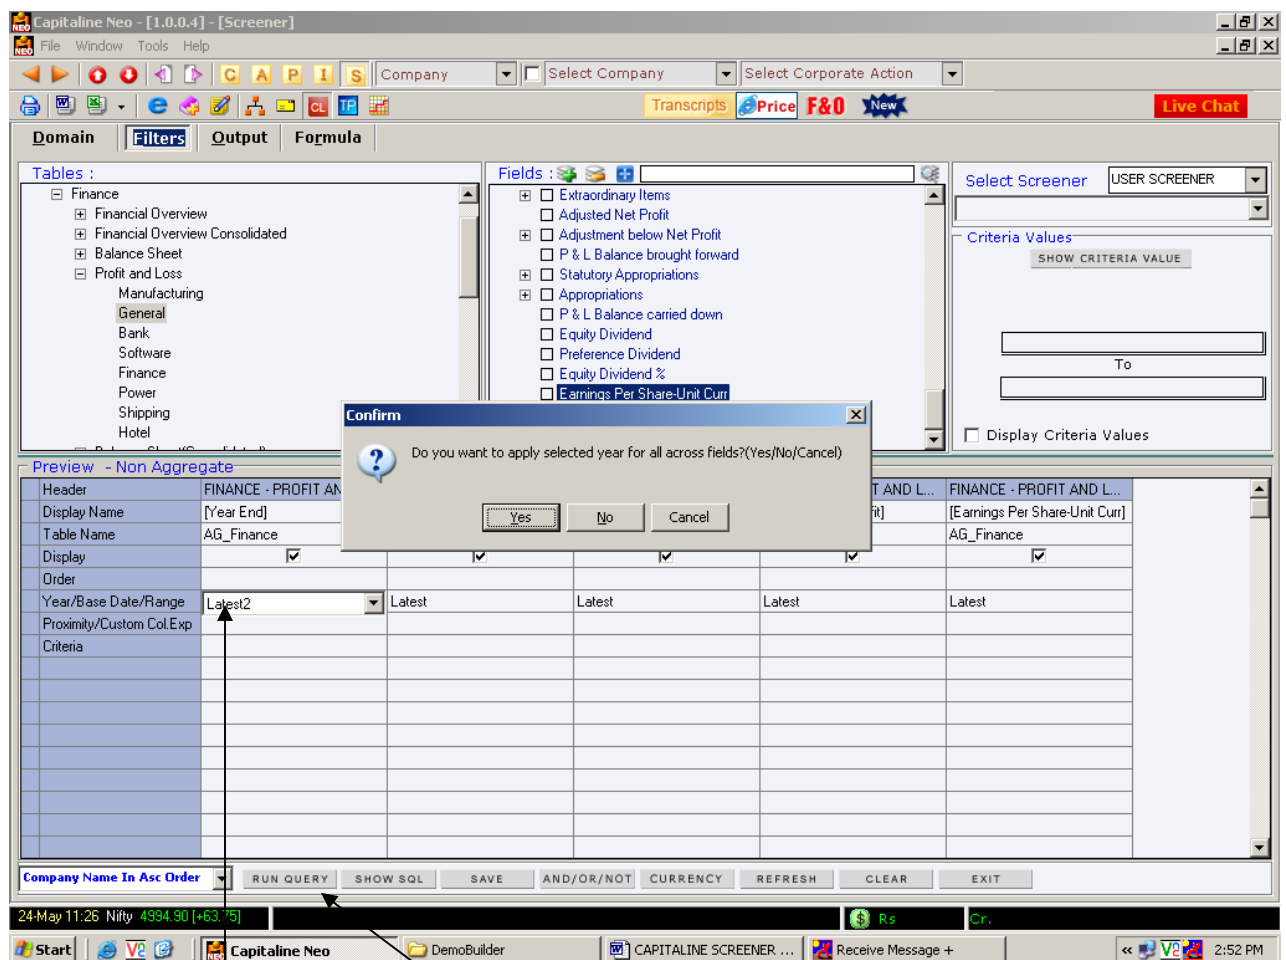 Capitaline Neo - [1.0.0.4] - [Screener]
NEO File Window Tools Help
C A P I S Company Select Company Select Corporate Action
CL TP Transcripts Price F&O New Live Chat
Domain Filters Output Formula
Tables :
Finance
Financial Overview
Financial Overview Consolidated
Balance Sheet
Profit and Loss
Manufacturing
General
Bank
Software
Finance
Power
Shipping
Hotel
Fields :
Extraordinary Items
Adjusted Net Profit
Adjustment below Net Profit
P & L Balance brought forward
Statutory Appropriations
Appropriations
P & L Balance carried down
Equity Dividend
Preference Dividend
Equity Dividend %
Earnings Per Share-Unit Curr
Select Screener USER SCREENER
Criteria Values
SHOW CRITERIA VALUE
To
Display Criteria Values
Confirm
Do you want to apply selected year for all across fields?(Yes/No/Cancel)
Yes No Cancel
Preview - Non Aggregate
Header FINANCE - PROFIT AN T AND L... FINANCE - PROFIT AND L...
Display Name [Year End] fit] [Earnings Per Share-Unit Curr]
Table Name AG_Finance AG_Finance
Display
Order
Year/Base Date/Range Latest2 Latest Latest Latest Latest
Proximity/Custom Col.Exp
Criteria
Company Name In Asc Order RUN QUERY SHOW SQL SAVE AND/OR/NOT CURRENCY REFRESH CLEAR EXIT
24-May 11:26 Nifty 4994.90 [+63.75] $ Rs Cr.
Start Capitaline Neo DemoBuilder CAPITALINE SCREENER ... Receive Message + « 2:52 PM